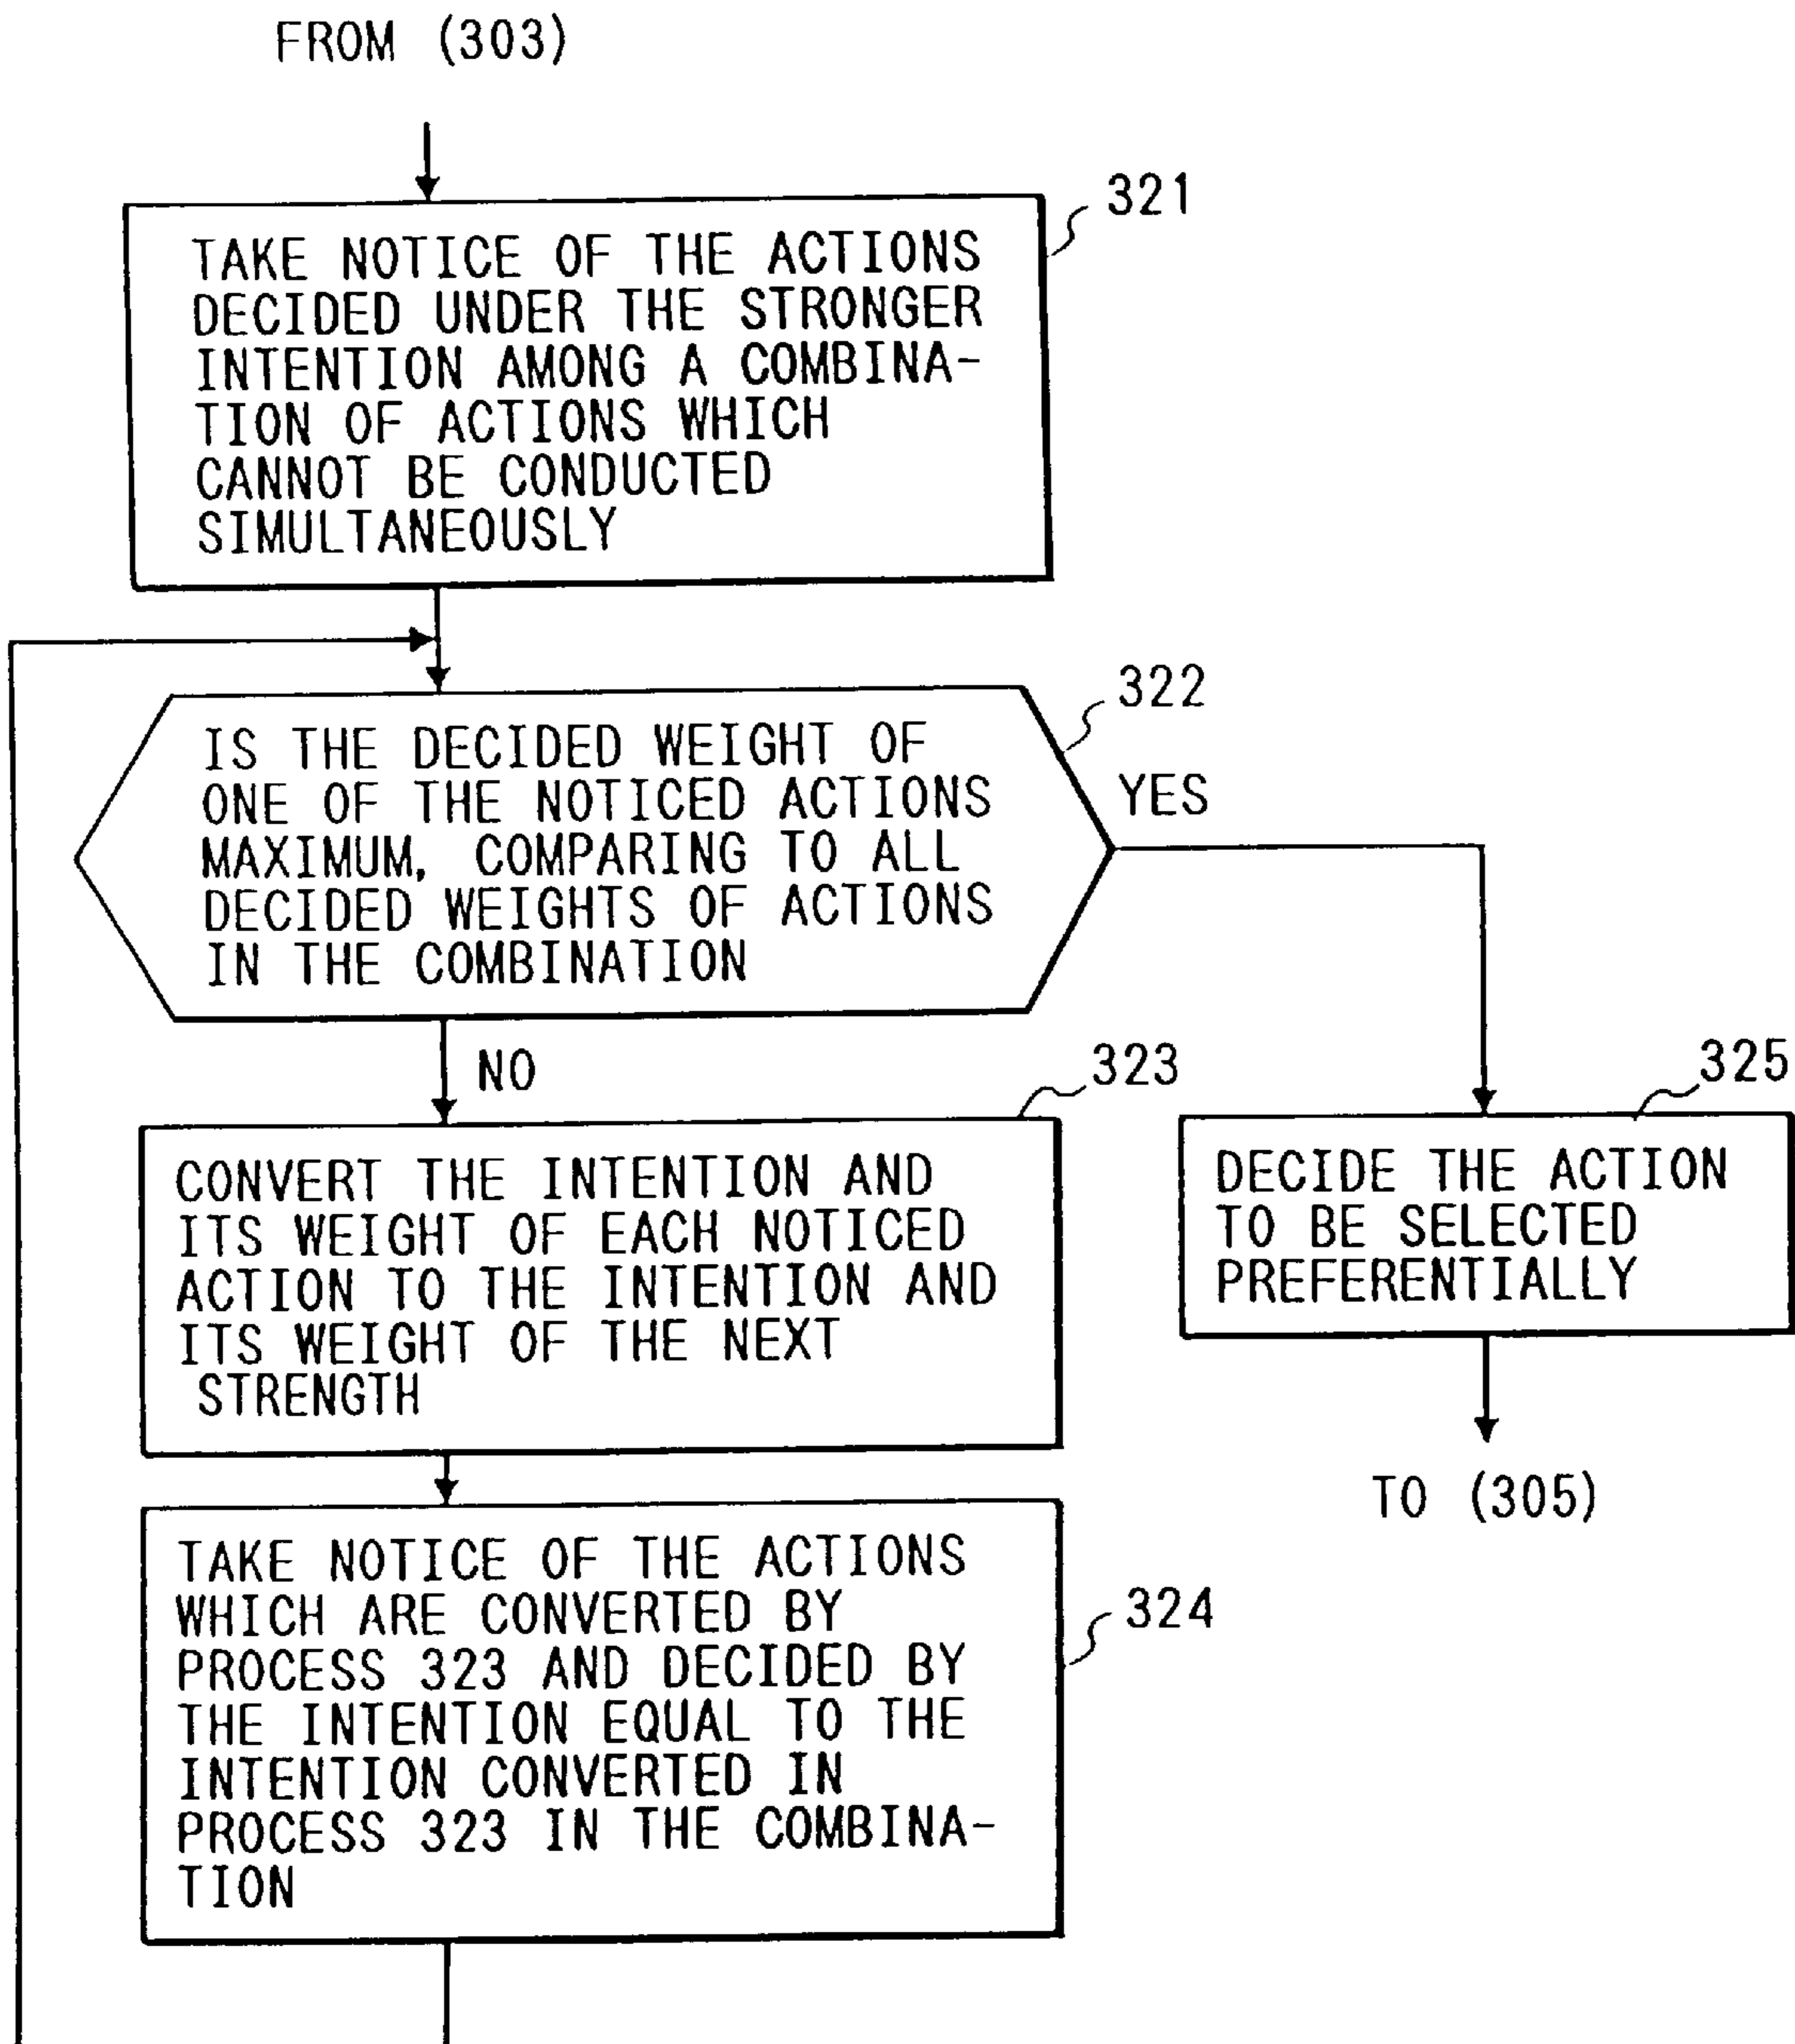 FROM (303)
321
TAKE NOTICE OF THE ACTIONS
DECIDED UNDER THE STRONGER
INTENTION AMONG A COMBINA-
TION OF ACTIONS WHICH
CANNOT BE CONDUCTED
SIMULTANEOUSLY
322
IS THE DECIDED WEIGHT OF
ONE OF THE NOTICED ACTIONS
MAXIMUM, COMPARING TO ALL
DECIDED WEIGHTS OF ACTIONS
IN THE COMBINATION
YES
NO
323
CONVERT THE INTENTION AND
ITS WEIGHT OF EACH NOTICED
ACTION TO THE INTENTION AND
ITS WEIGHT OF THE NEXT
STRENGTH
325
DECIDE THE ACTION
TO BE SELECTED
PREFERENTIALLY
TO (305)
324
TAKE NOTICE OF THE ACTIONS
WHICH ARE CONVERTED BY
PROCESS 323 AND DECIDED BY
THE INTENTION EQUAL TO THE
INTENTION CONVERTED IN
PROCESS 323 IN THE COMBINA-
TION